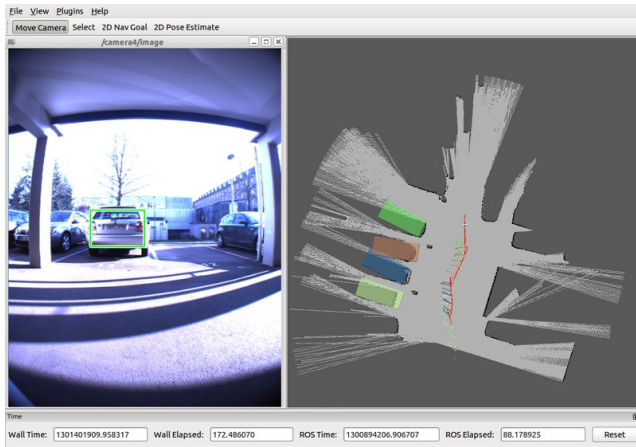 File View Plugins Help
Move Camera Select 2D Nav Goal 2D Pose Estimate
/camera4/Image
Time
Wall Time: 1301401909.958317 Wall Elapsed: 172.486070 ROS Time: 1300894206.906707 ROS Elapsed: 88.178925 Reset